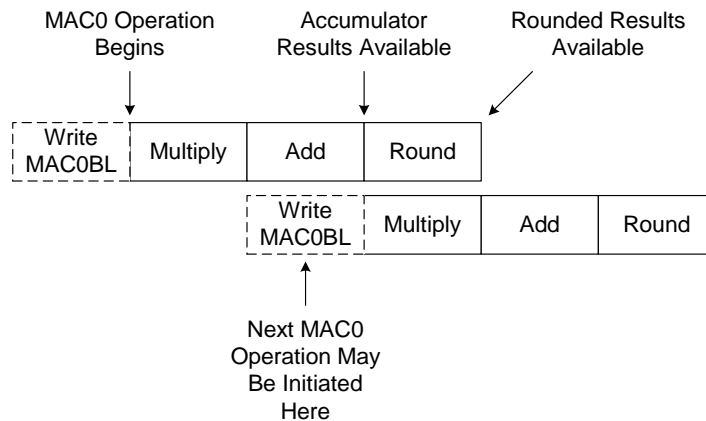 MAC0 Operation
Begins
Accumulator
Results Available
Rounded Results
Available
Write
MAC0BL
Multiply
Add
Round
Write
MAC0BL
Multiply
Add
Round
Next MAC0
Operation May
Be Initiated
Here